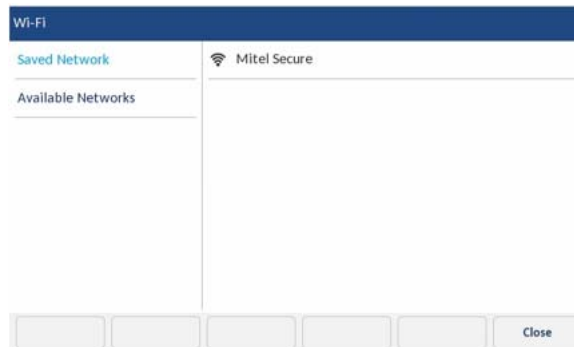 Wi-Fi
Saved Network
Mitel Secure
Available Networks
Close